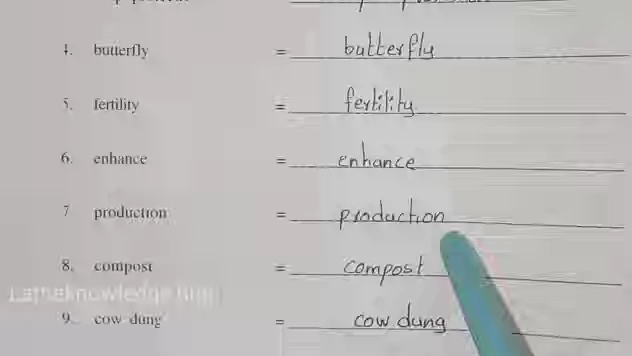 4. butterfly = butterfly
5. fertility = fertility
6. enhance = enhance
7 production = production
8. compost = compost
9. cow dung = cow dung